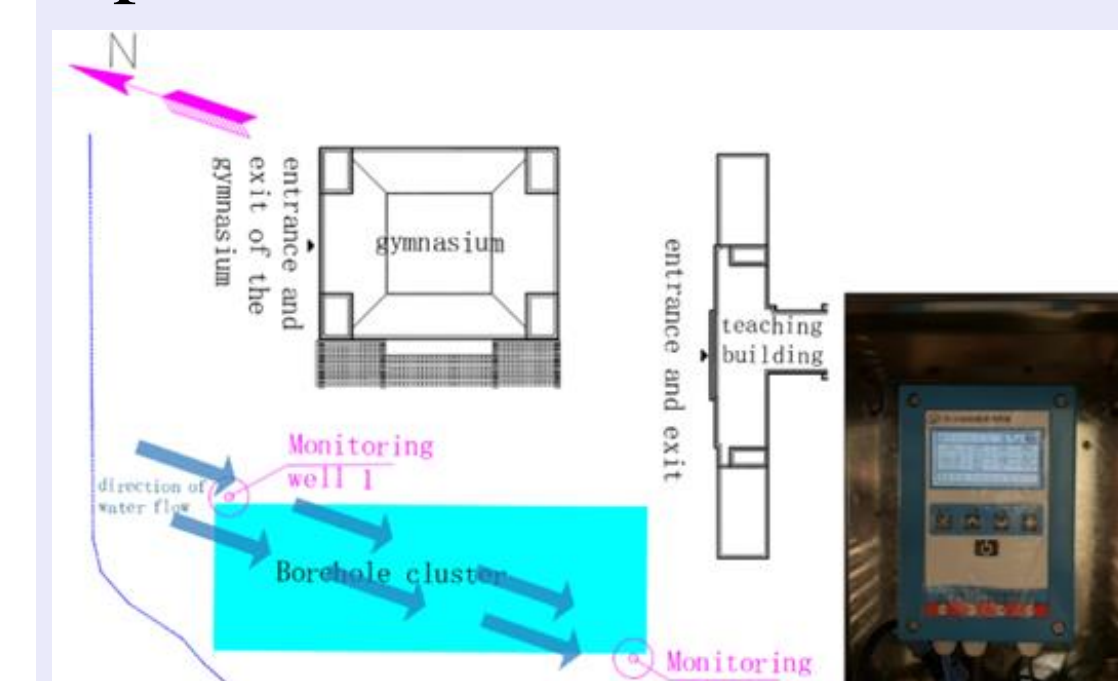 N
entrance and
exit of the
gymnasium
gymnasium
entrance and exit
teaching
building
Monitoring
well 1
direction of
water flow
Borehole cluster
Monitoring